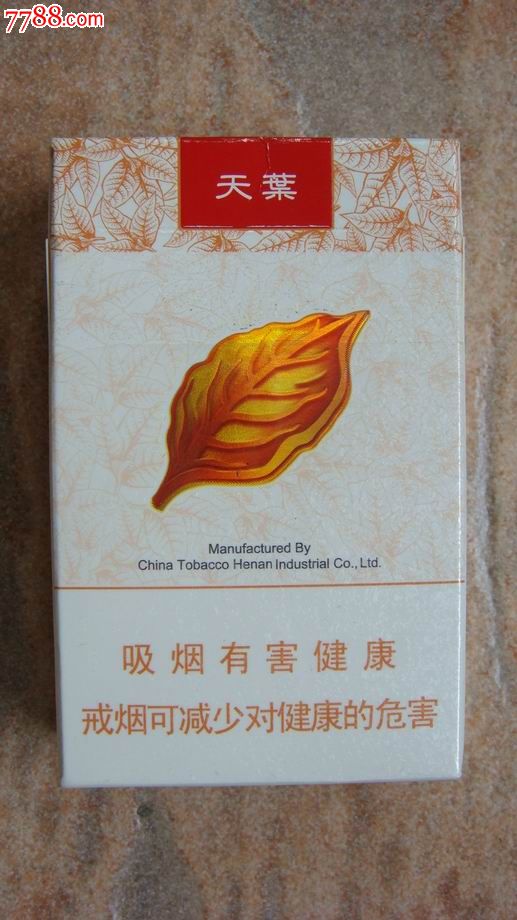 7788.com
天葉
Manufactured By
China Tobacco Henan Industrial Co., Ltd.
吸烟有害健康
戒烟可减少对健康的危害